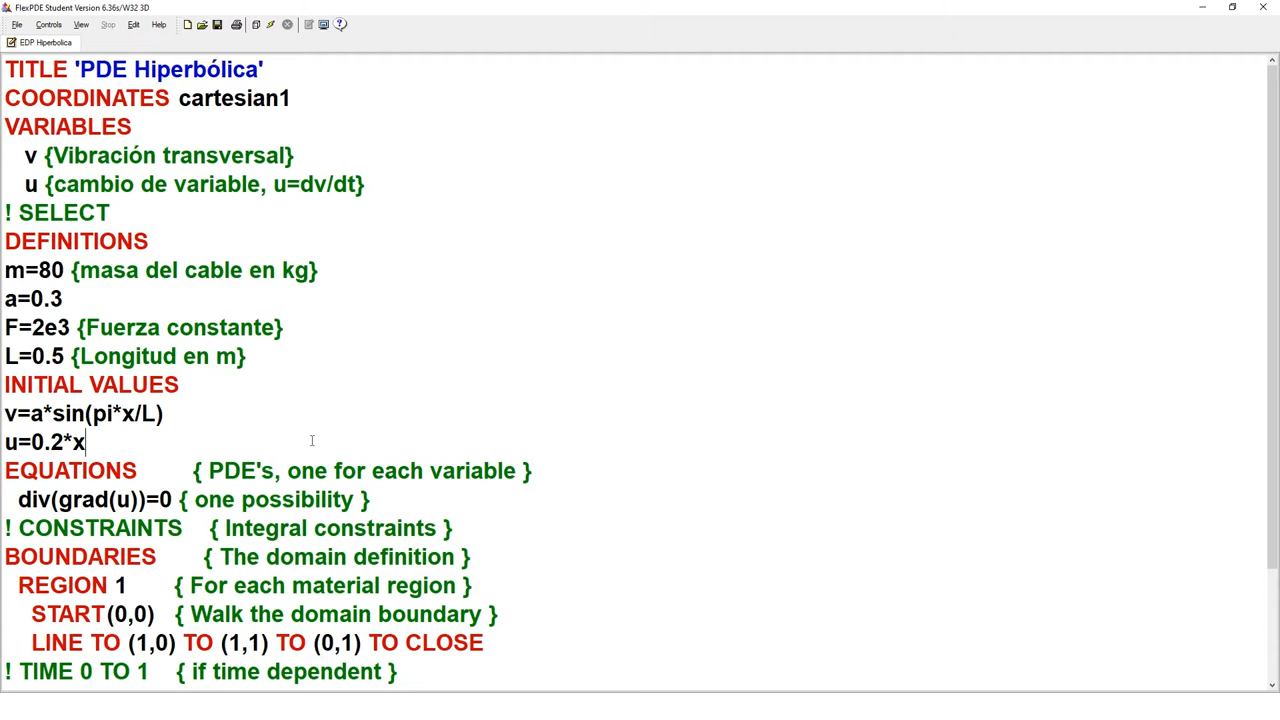 FlexPDE Student Version 6.36s/W32 3D
File Controls View Stop Edit Help
EDP Hiperbolica
TITLE 'PDE Hiperbólica'
COORDINATES cartesian1
VARIABLES
v {Vibración transversal}
u {cambio de variable, u=dv/dt}
! SELECT
DEFINITIONS
m=80 {masa del cable en kg}
a=0.3
F=2e3 {Fuerza constante}
L=0.5 {Longitud en m}
INITIAL VALUES
v=a*sin(pi*x/L)
u=0.2*x
EQUATIONS { PDE's, one for each variable }
div(grad(u))=0 { one possibility }
! CONSTRAINTS { Integral constraints }
BOUNDARIES { The domain definition }
REGION 1 { For each material region }
START(0,0) { Walk the domain boundary }
LINE TO (1,0) TO (1,1) TO (0,1) TO CLOSE
! TIME 0 TO 1 { if time dependent }